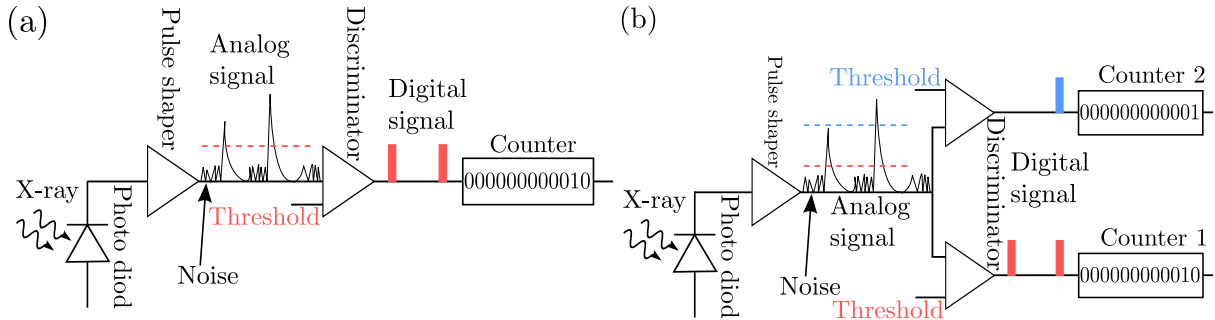 (a)
Pulse shaper
Analog
signal
Discriminator
Digital
signal
Counter
000000000010
X-ray
Photo diod
Threshold
Noise
(b)
Pulse shaper
Threshold
Counter 2
000000000001
Discriminator
Digital
signal
X-ray
Photo diod
Analog
signal
Noise
Threshold
Counter 1
000000000010